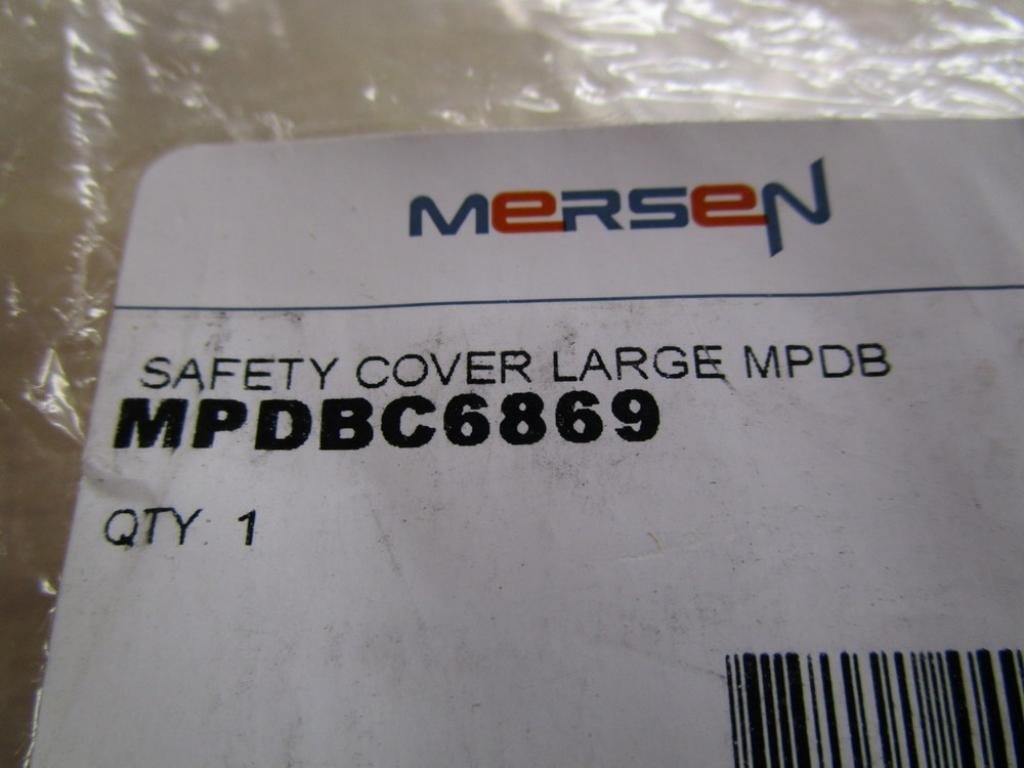 MERSEN
SAFETY COVER LARGE MPDB
MPDBC6869
QTY: 1